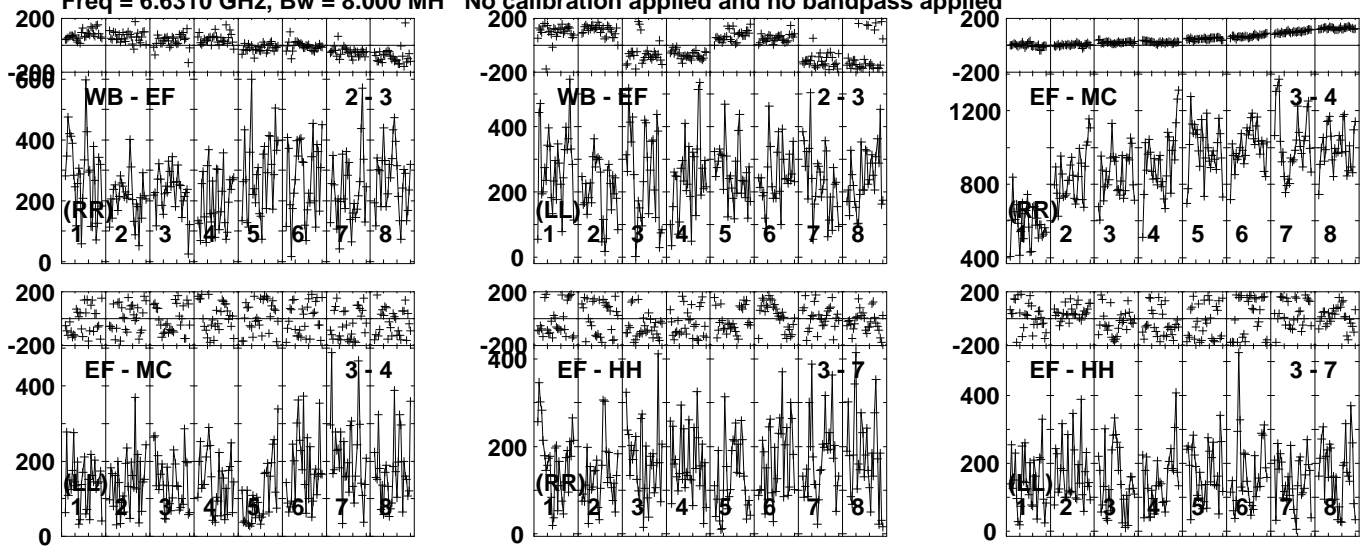 Freq = 6.6310 GHz, Bw = 8.000 MH No calibration applied and no bandpass applied
200
-200
600
400
200
0
WB - EF 2 - 3
(RR)
1 2 3 4 5 6 7 8
200
-200
400
200
0
WB - EF 2 - 3
(LL)
1 2 3 4 5 6 7 8
200
-200
1200
800
400
EF - MC 3 - 4
(RR)
1 2 3 4 5 6 7 8
200
-200
400
200
0
EF - MC 3 - 4
(LL)
1 2 3 4 5 6 7 8
200
-200
400
200
0
EF - HH 3 - 7
(RR)
1 2 3 4 5 6 7 8
200
-200
400
200
0
EF - HH 3 - 7
(LL)
1 2 3 4 5 6 7 8